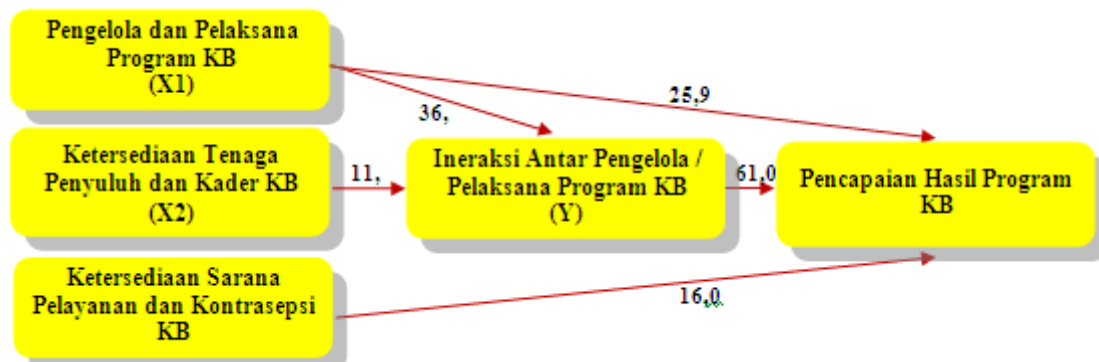 Pengelola dan Pelaksana
Program KB
(X1)
25,9
36,
Ketersediaan Tenaga
Penyuluh dan Kader KB
(X2)
11,
Ineraksi Antar Pengelola /
Pelaksana Program KB
(Y)
61,0
Pencapaian Hasil Program
KB
Ketersediaan Sarana
Pelayanan dan Kontrasepsi
KB
16,0